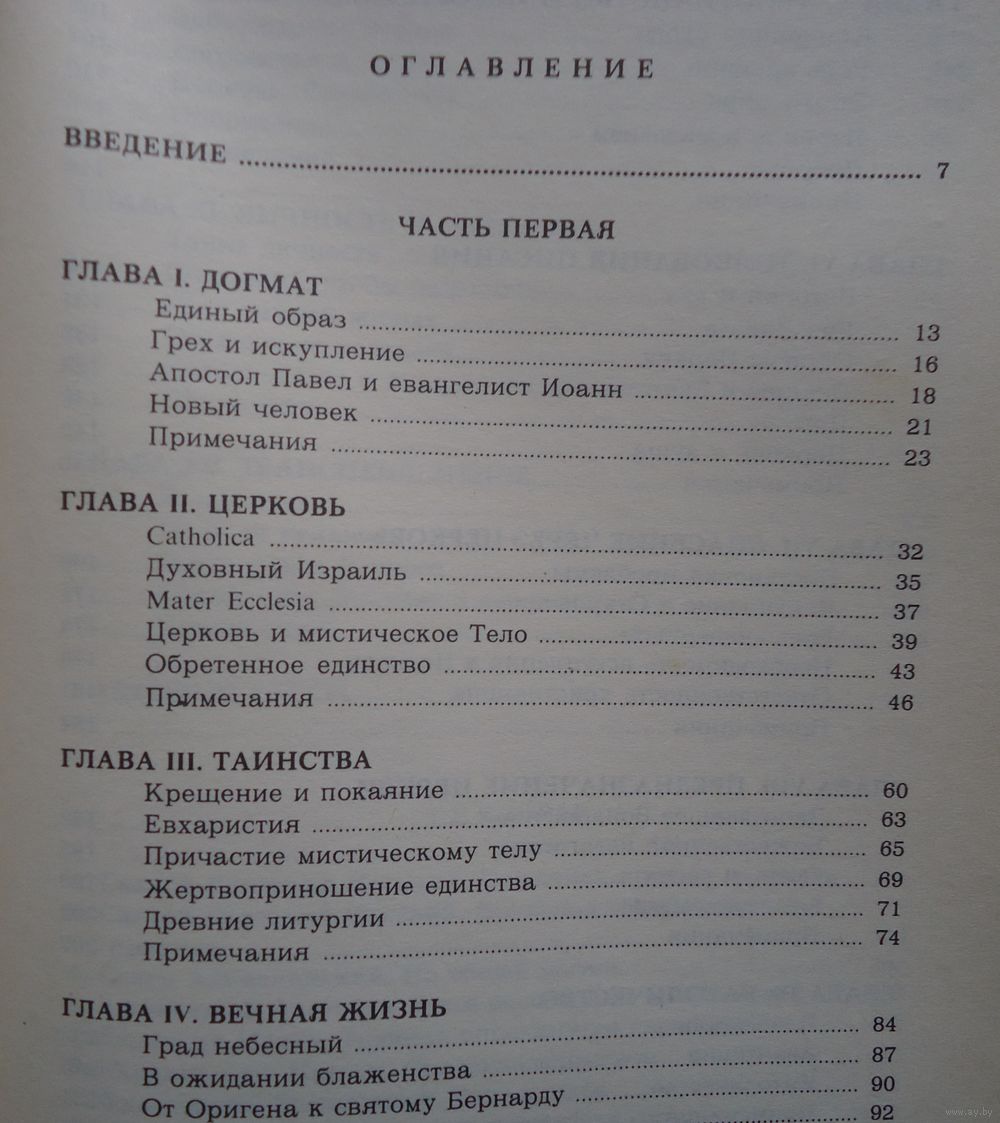 ОГЛАВЛЕНИЕ
ВВЕДЕНИЕ ........ 7
ЧАСТЬ ПЕРВАЯ
ГЛАВА I. ДОГМАТ
Единый образ ........ 13
Грех и искупление ........ 16
Апостол Павел и евангелист Иоанн ........ 18
Новый человек ........ 21
Примечания ........ 23
ГЛАВА II. ЦЕРКОВЬ
Catholica ........ 32
Духовный Израиль ........ 35
Mater Ecclesia ........ 37
Церковь и мистическое Тело ........ 39
Обретенное единство ........ 43
Примечания ........ 46
ГЛАВА III. ТАИНСТВА
Крещение и покаяние ........ 60
Евхаристия ........ 63
Причастие мистическому телу ........ 65
Жертвоприношение единства ........ 69
Древние литургии ........ 71
Примечания ........ 74
ГЛАВА IV. ВЕЧНАЯ ЖИЗНЬ
Град небесный ........ 84
В ожидании блаженства ........ 87
От Оригена к святому Бернарду ........ 90
92
www.ay.by